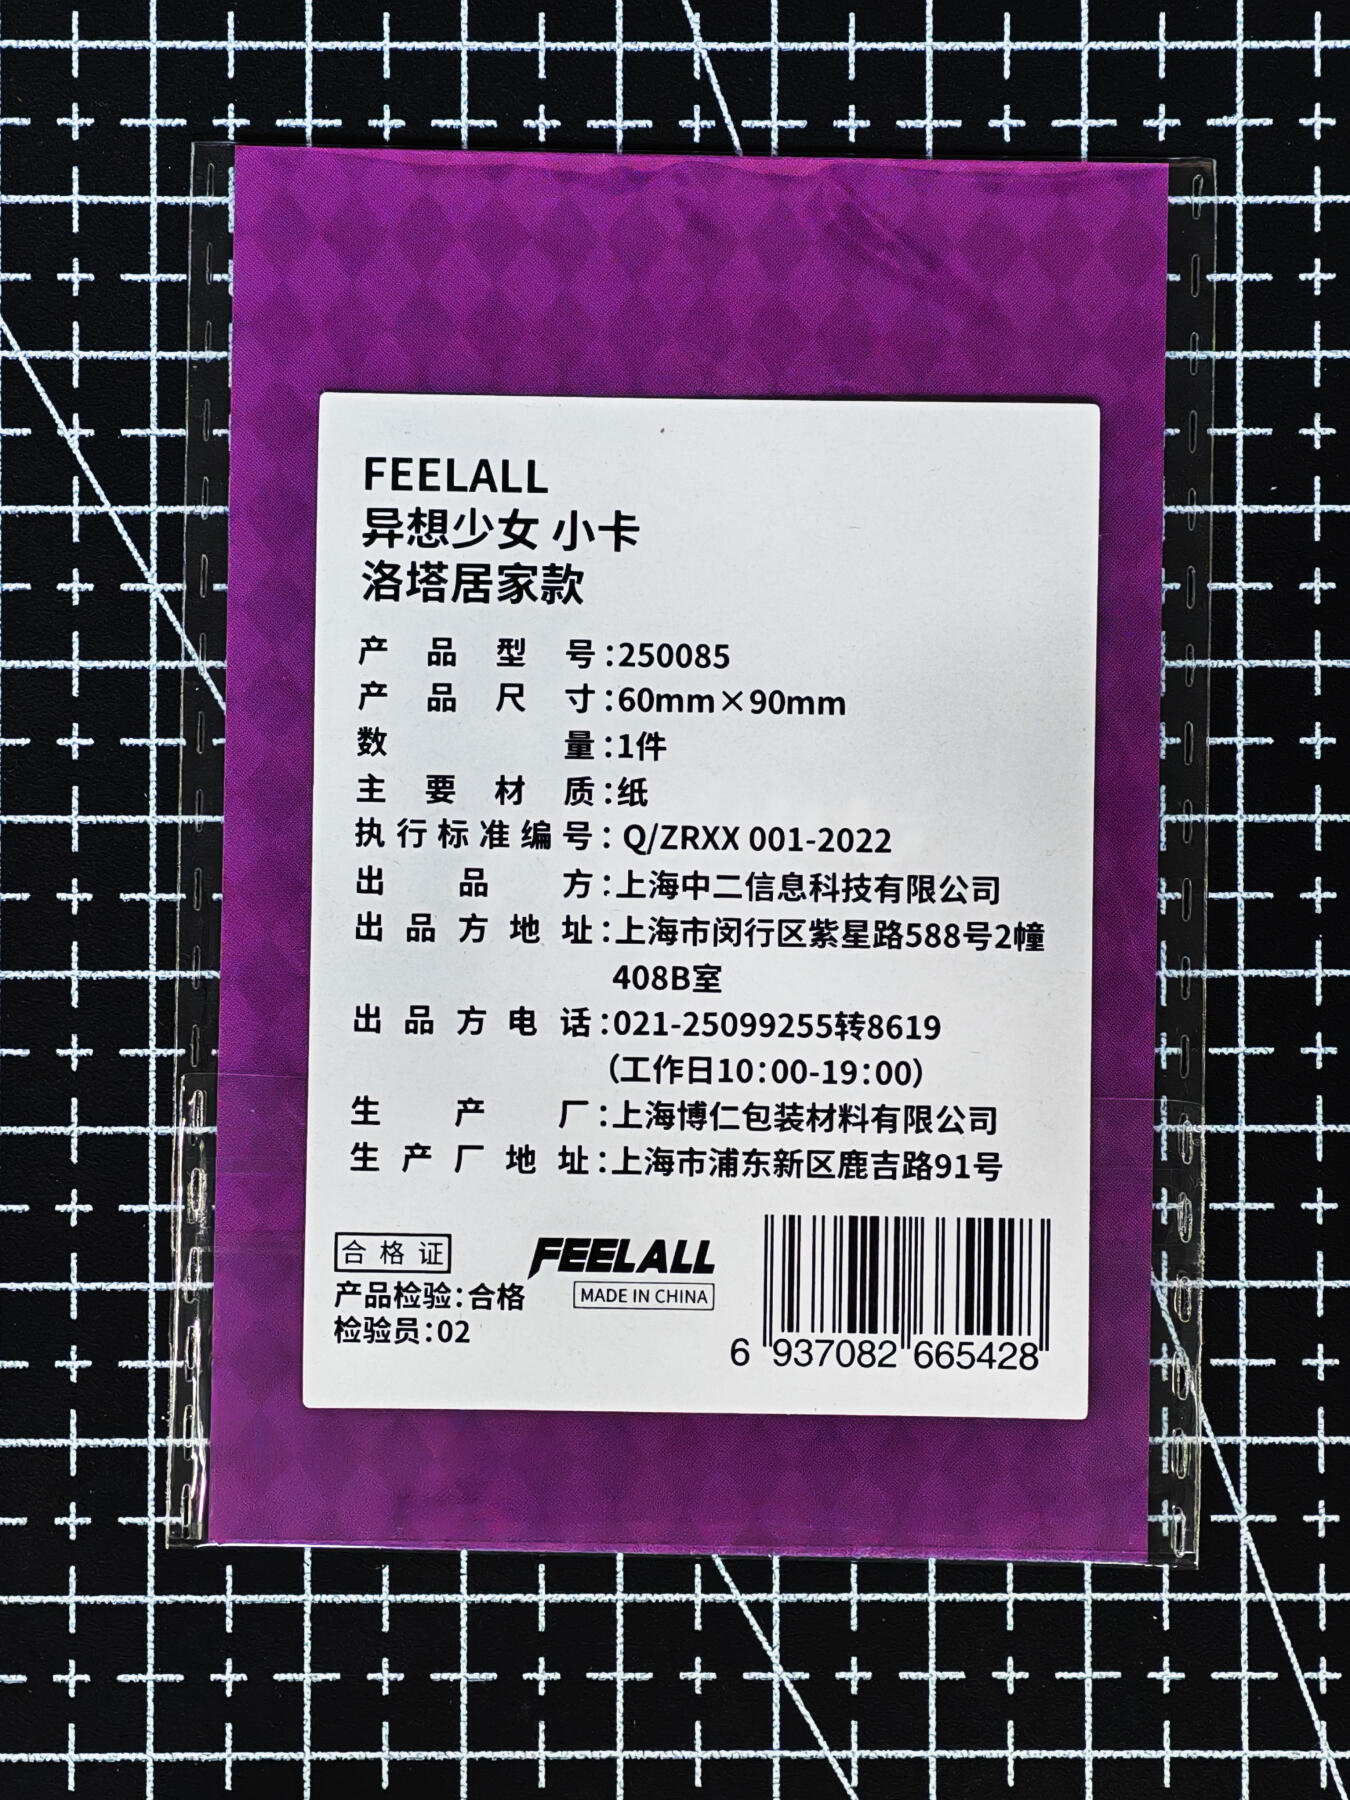 FEELALL
异想少女 小卡
洛塔居家款
产品型号:250085
产品尺寸:60mm×90mm
数量:1件
主要材质:纸
执行标准编号: Q/ZRXX 001-2022
出品方:上海中二信息科技有限公司
出品方地址:上海市闵行区紫星路588号2幢
408B室
出品方电话:021-25099255转8619
(工作日10:00-19:00)
生产厂:上海博仁包装材料有限公司
生产厂地址:上海市浦东新区鹿吉路91号
合格证
产品检验:合格
检验员:02
FEELALL
MADE IN CHINA
6 937082 665428